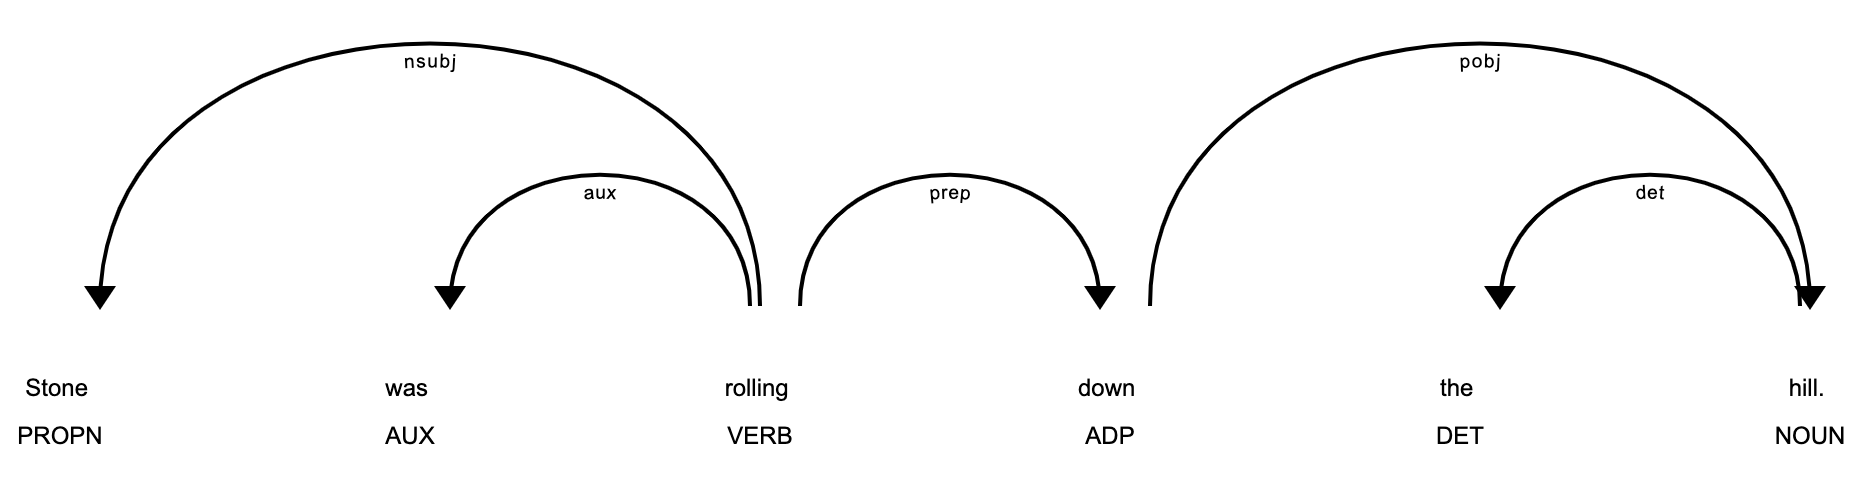 nsubj pobj
aux prep det
Stone was rolling down the hill.
PROPN AUX VERB ADP DET NOUN